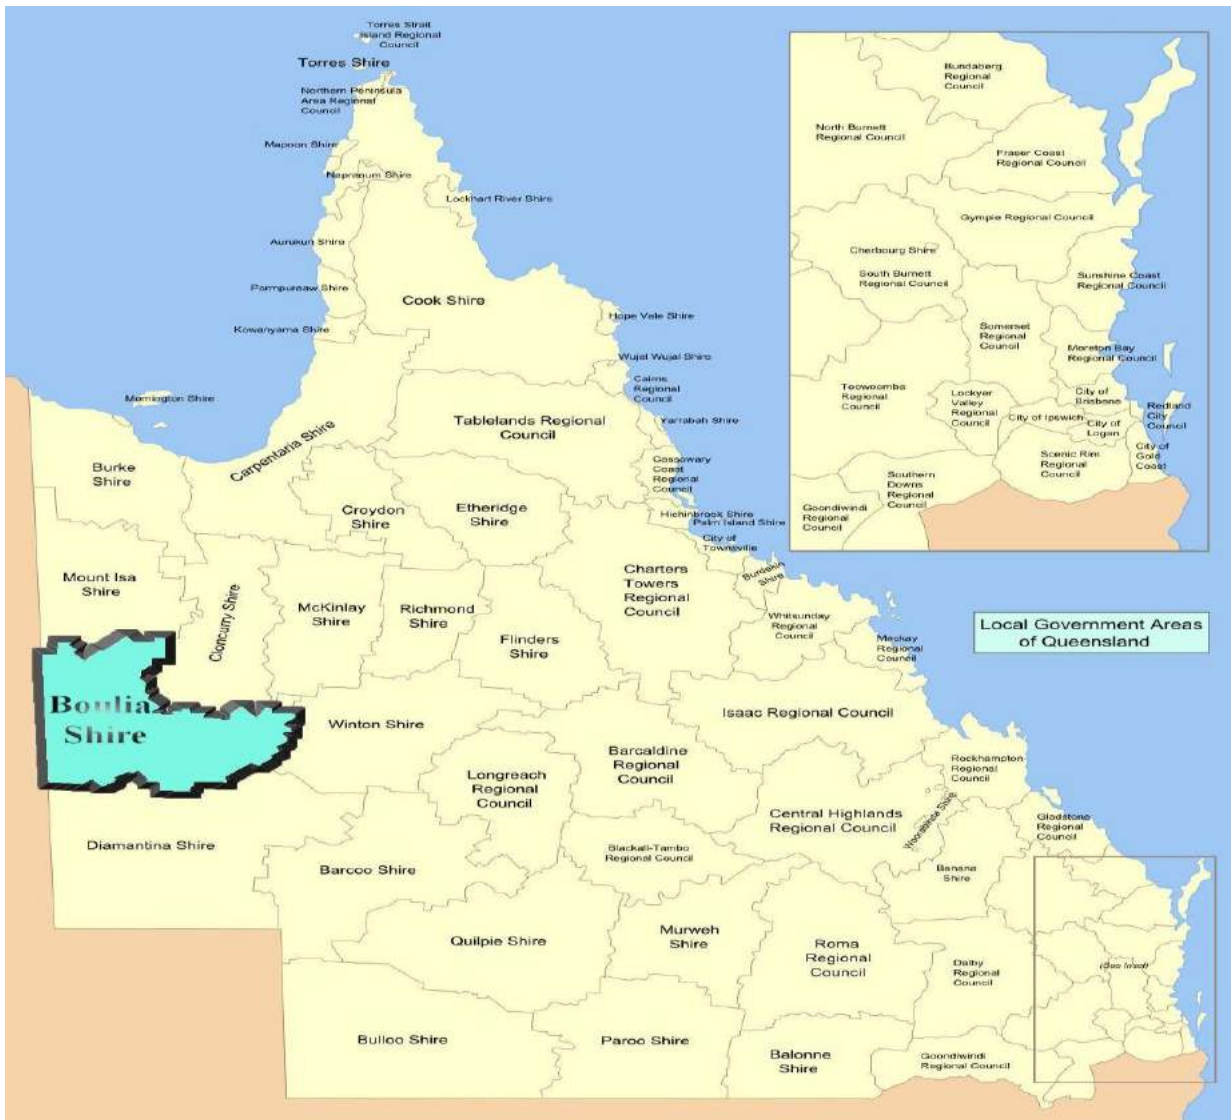 Torres Strait
Island Regional
Council
Torres Shire
Northern Peninsula
Area Regional
Council
Mapoon Shire
Napranum Shire
Lockhart River Shire
Aurukun Shire
Pormpuraaw Shire
Cook Shire
Kowanyama Shire
Hope Vale Shire
Wujal Wujal Shire
Cairns
Regional
Council
Mornington Shire
Tablelands Regional
Council
Yarrabah Shire
Carpentaria Shire
Cassowary
Coast
Regional
Council
Burke
Shire
Croydon
Shire
Etheridge
Shire
Hinchinbrook Shire
Palm Island Shire
City of
Townsville
Burdekin
Shire
Mount Isa
Shire
Cloncurry Shire
McKinlay
Shire
Richmond
Shire
Flinders
Shire
Charters
Towers
Regional
Council
Whitsunday
Regional
Council
Mackay
Regional
Council
Boulia
Shire
Winton Shire
Isaac Regional Council
Longreach
Regional
Council
Barcaldine
Regional
Council
Rockhampton
Regional
Council
Central Highlands
Regional Council
Woorabinda Shire
Gladstone
Regional
Council
Diamantina Shire
Barcoo Shire
Blackall-Tambo
Regional Council
Banana
Shire
Quilpie Shire
Murweh
Shire
Roma
Regional
Council
Dalby
Regional
Council
(See Inset)
Bulloo Shire
Paroo Shire
Balonne
Shire
Goondiwindi
Regional Council
Bundaberg
Regional
Council
North Burnett
Regional Council
Fraser Coast
Regional Council
Gympie Regional Council
Cherbourg Shire
South Burnett
Regional Council
Sunshine Coast
Regional Council
Somerset
Regional
Council
Moreton Bay
Regional Council
Toowoomba
Regional
Council
Lockyer
Valley
Regional
Council
City of
Brisbane
City of Ipswich
City of
Logan
Redland
City
Council
Scenic Rim
Regional
Council
City of
Gold
Coast
Southern
Downs
Regional
Council
Goondiwindi
Regional
Council
Local Government Areas
of Queensland